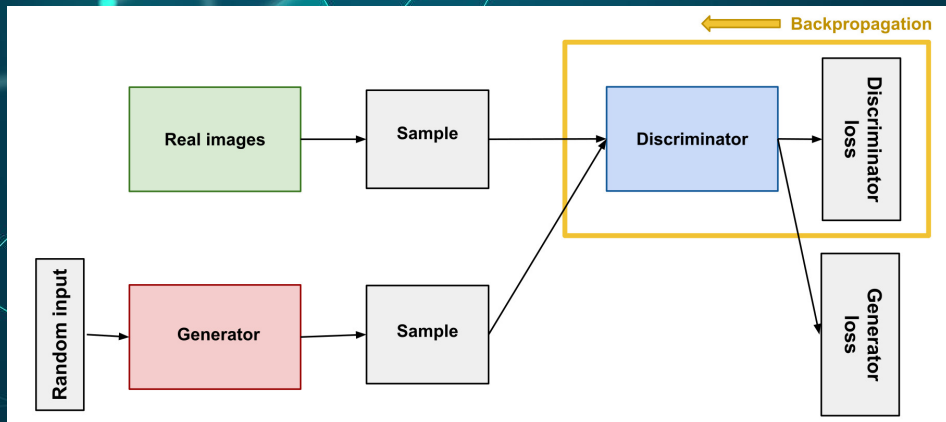 Backpropagation
Real images
Sample
Discriminator
Discriminator
loss
Random input
Generator
Sample
Generator
loss